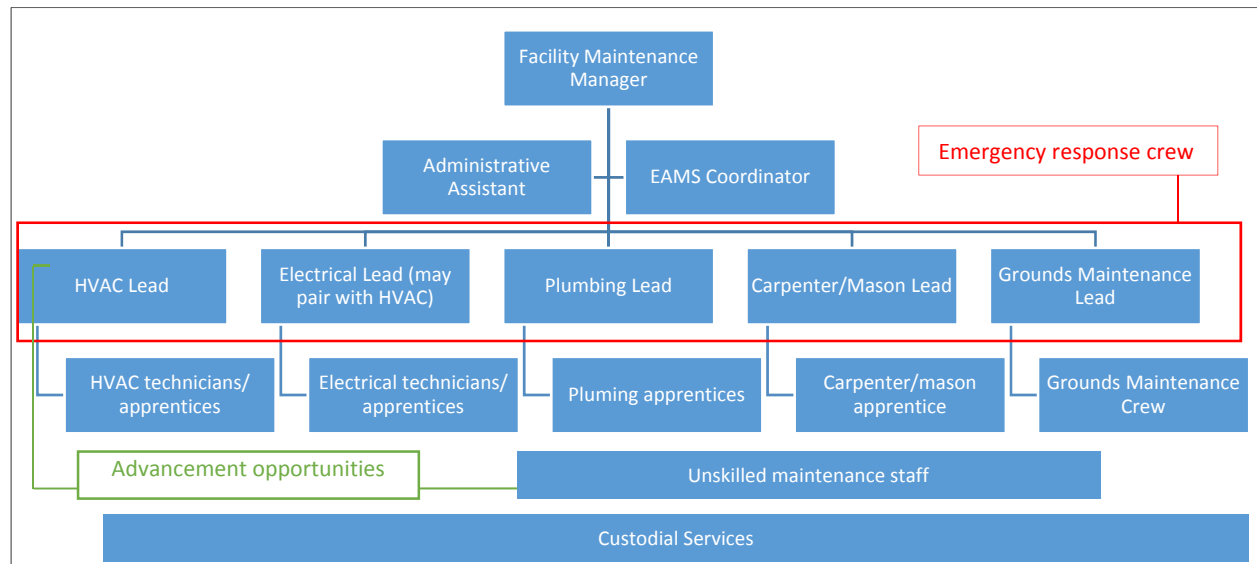 Facility Maintenance
Manager
Emergency response crew
Administrative
Assistant
EAMS Coordinator
HVAC Lead
Electrical Lead (may
pair with HVAC)
Plumbing Lead
Carpenter/Mason Lead
Grounds Maintenance
Lead
HVAC technicians/
apprentices
Electrical technicians/
apprentices
Pluming apprentices
Carpenter/mason
apprentice
Grounds Maintenance
Crew
Advancement opportunities
Unskilled maintenance staff
Custodial Services